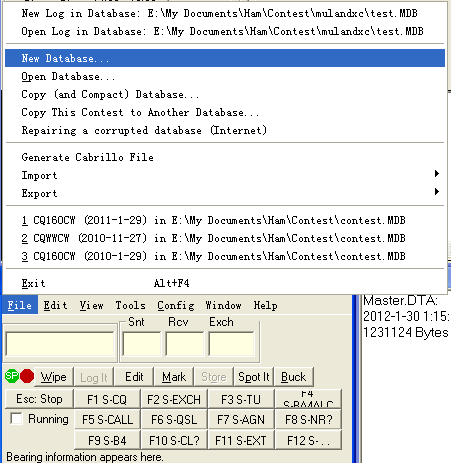 New Log in Database: E:\My Documents\Ham\Contest\mulandxc\test.MDB
Open Log in Database: E:\My Documents\Ham\Contest\mulandxc\test.MDB
New Database...
Open Database...
Copy (and Compact) Database...
Copy This Contest to Another Database...
Repairing a corrupted database (Internet)
Generate Cabrillo File
Import
Export
1 CQ160CW (2011-1-29) in E:\My Documents\Ham\Contest\contest.MDB
2 CQWWCW (2010-11-27) in E:\My Documents\Ham\Contest\contest.MDB
3 CQ160CW (2010-1-29) in E:\My Documents\Ham\Contest\contest.MDB
Exit Alt+F4
File Edit View Tools Config Window Help
Master.DTA:
2012-1-30 1:15:
1231124 Bytes
Snt Rcv Exch
SP Wipe Log It Edit Mark Store Spot It Buck
Esc: Stop F1 S-CQ F2 S-EXCH F3 S-TU F4
Running F5 S-CALL F6 S-QSL F7 S-AGN F8 S-NR?
F9 S-B4 F10 S-CL? F11 S-EXT F12 S-..
Bearing information appears here.